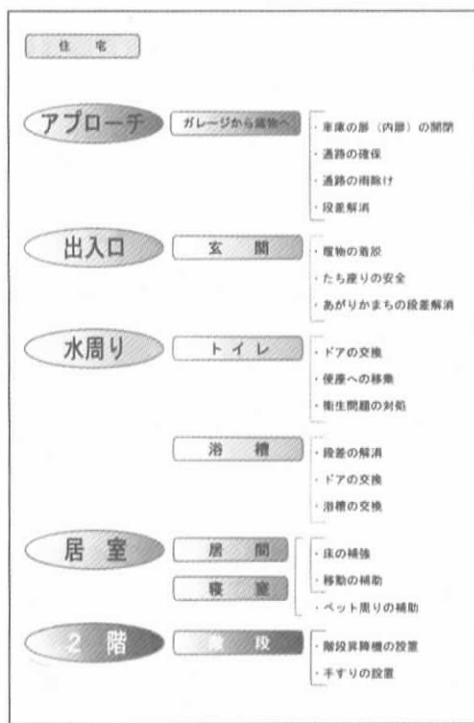 住宅
アプローチ ガレージから建物へ
・車庫の扉(内扉)の開閉
・通路の確保
・通路の雨除け
・段差解消
出入口 玄関
・履物の着脱
・たち座りの安全
・あがりかまちの段差解消
水周り トイレ
・ドアの交換
・便座への移乗
・衛生問題の対処
浴槽
・段差の解消
・ドアの交換
・浴槽の交換
居室 居間
・床の補強
・移動の補助
寝室
・ベット周りの補助
2階 階段
・階段昇降機の設置
・手すりの設置